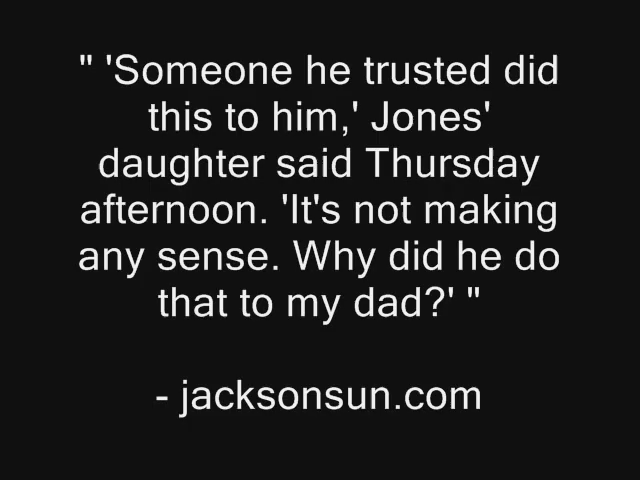 " 'Someone he trusted did
this to him,' Jones'
daughter said Thursday
afternoon. 'It's not making
any sense. Why did he do
that to my dad?' "
- jacksonsun.com